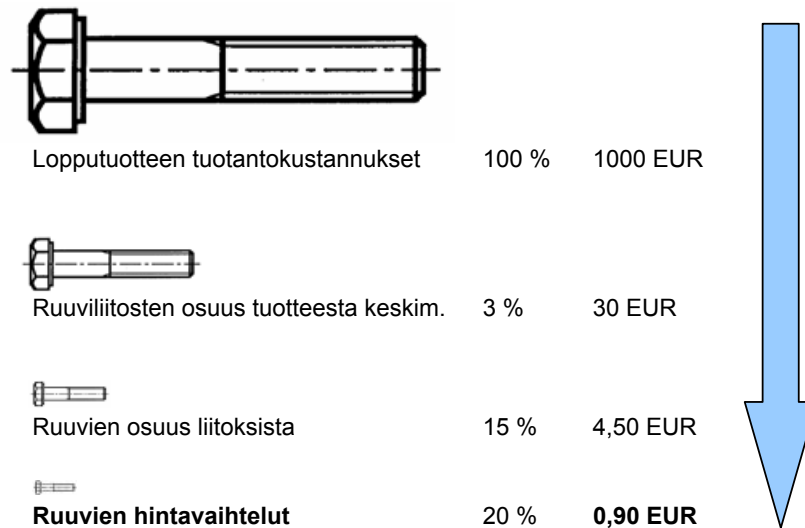 Lopputuotteen tuotantokustannukset 100 % 1000 EUR
Ruuviliitosten osuus tuotteesta keskim. 3 % 30 EUR
Ruuvien osuus liitoksista 15 % 4,50 EUR
Ruuvien hintavaihtelut 20 % 0,90 EUR